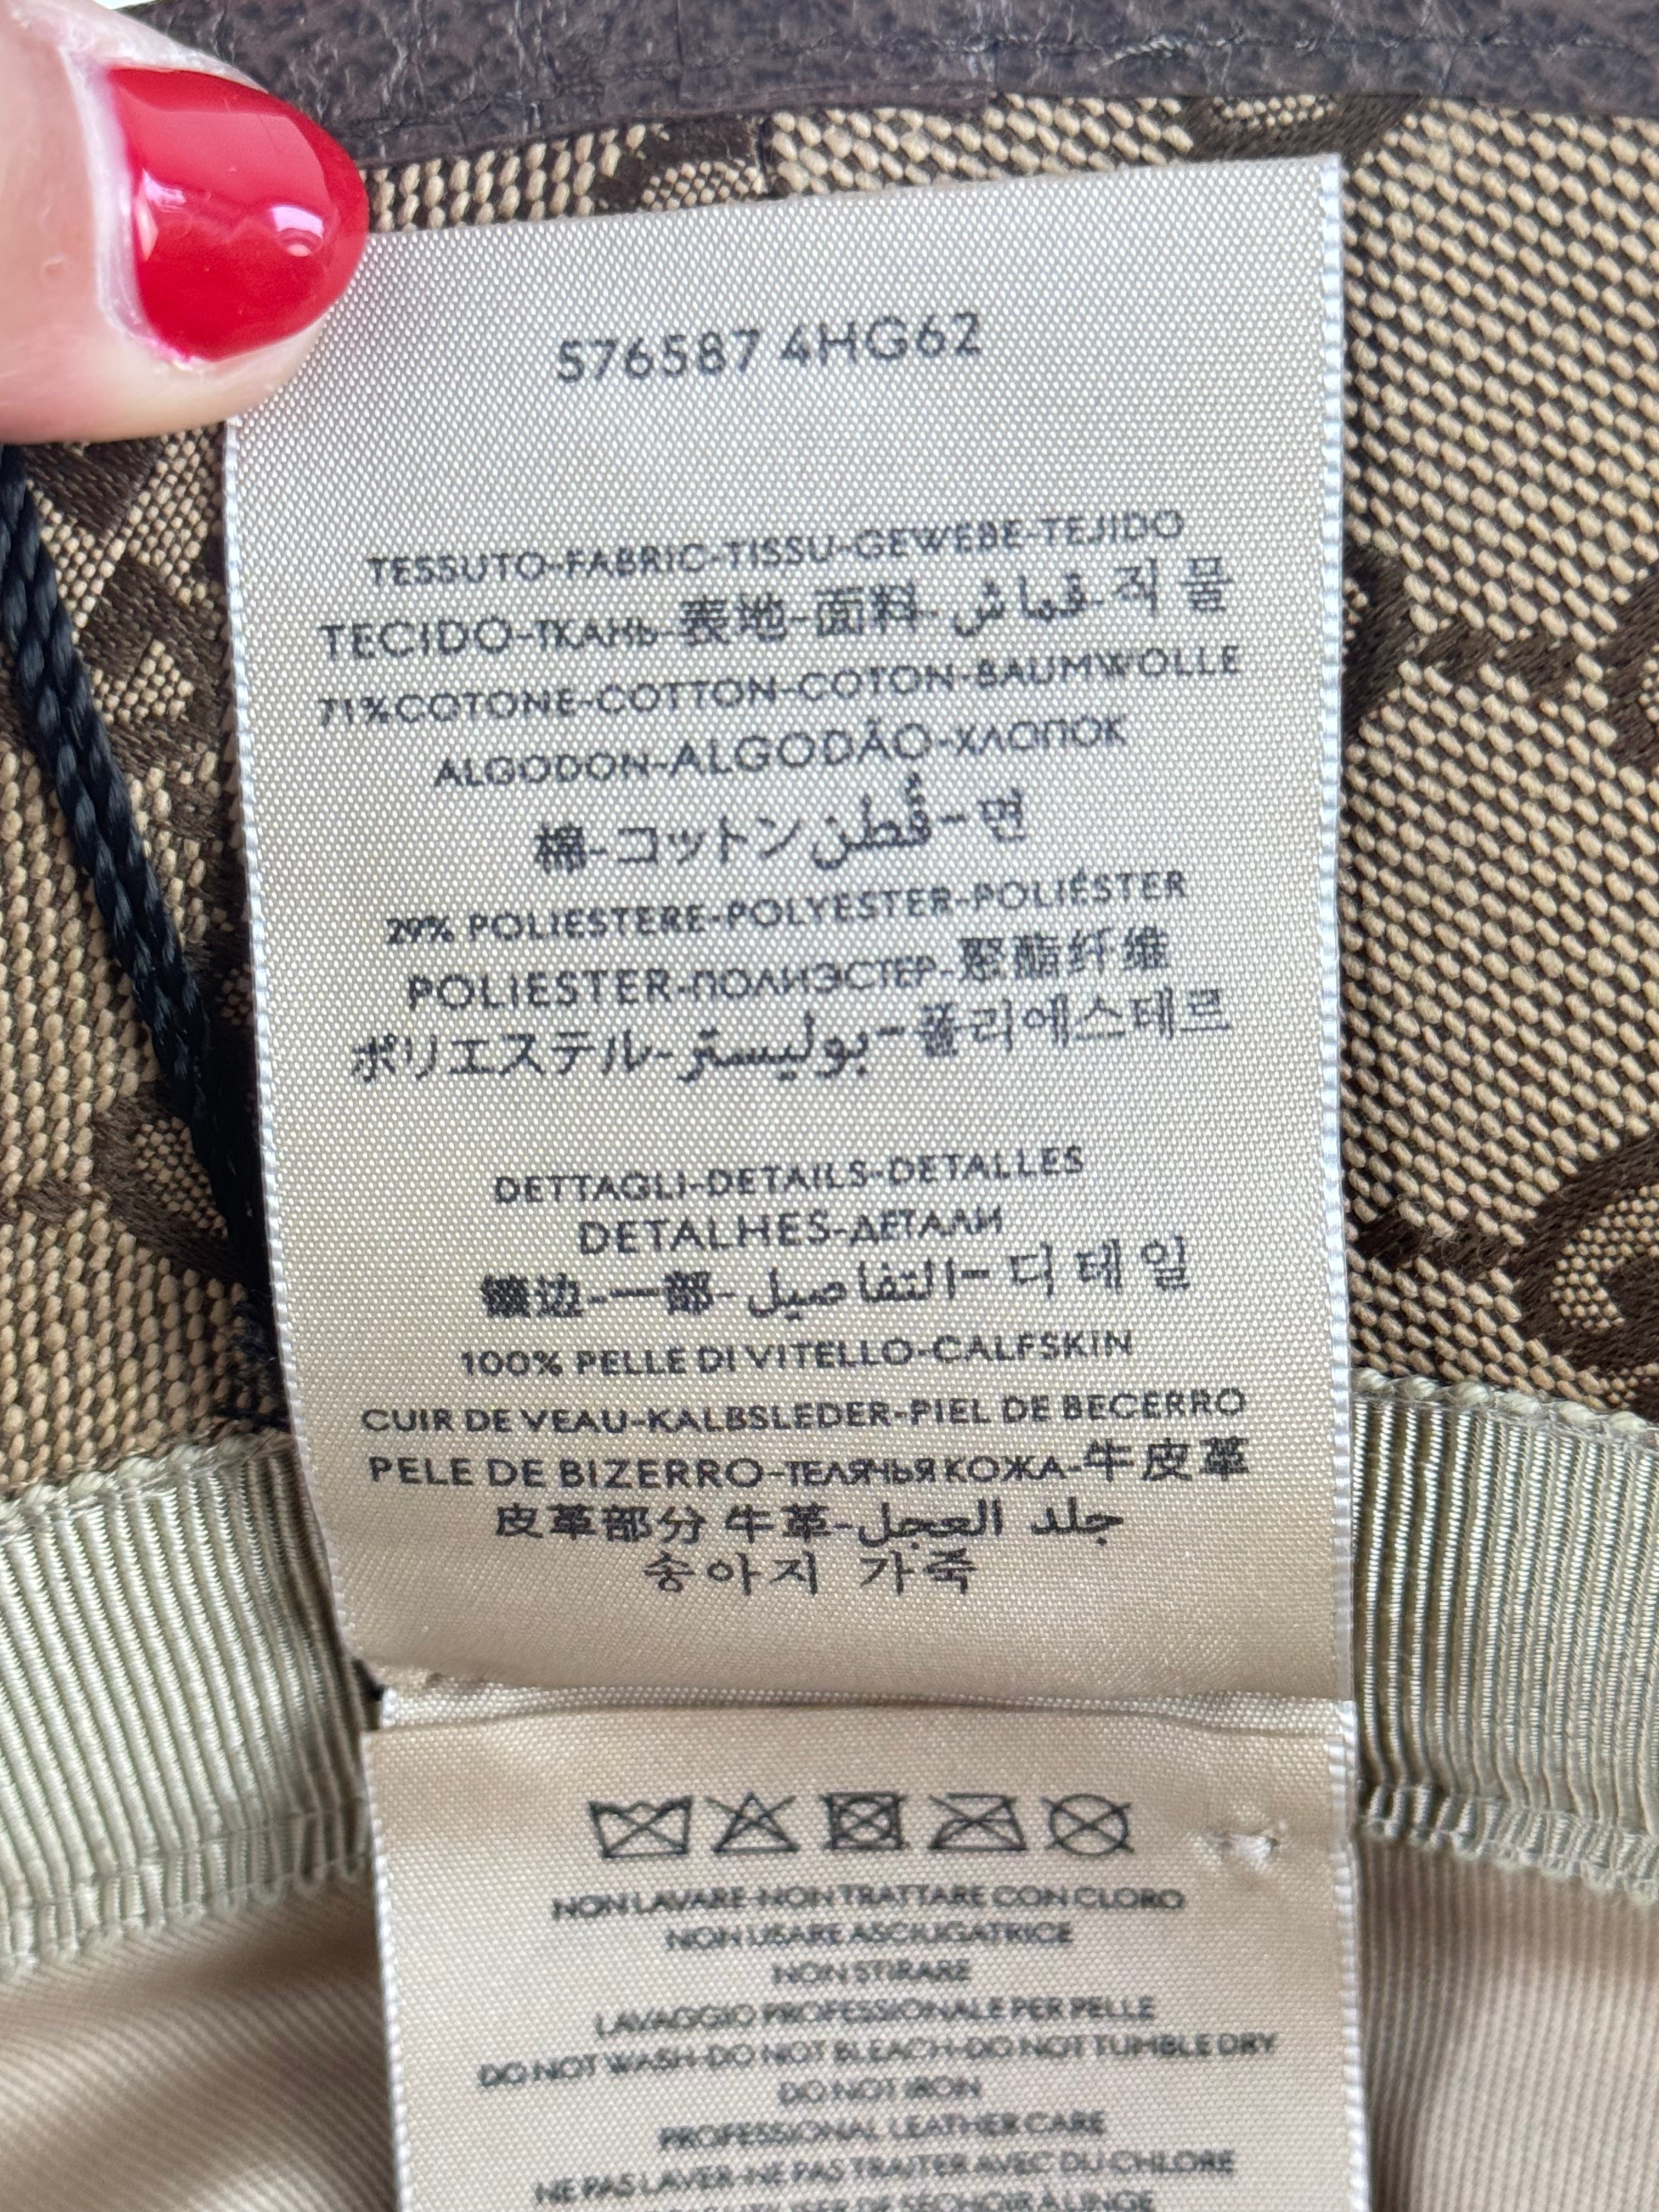 576587 4HG62
TESSUTO-FABRIC-TISSU-GEWEBE-TEJIDO
TECIDO-ТКАНЬ-表地-面料-قماش-직물
71%COTONE-COTTON-COTON-BAUMWOLLE
ALGODON-ALGODÃO-ХЛОПОК
棉-コットン-قُطن-면
29% POLIESTERE-POLYESTER-POLIÉSTER
POLIESTER-ПОЛИЭСТЕР-聚酯纤维
ポリエステル-بوليستر-폴리에스테르
DETTAGLI-DETAILS-DETALLES
DETALHES-ДЕТАЛИ
镶边-一部-التفاصيل-디테일
100% PELLE DI VITELLO-CALFSKIN
CUIR DE VEAU-KALBSLEDER-PIEL DE BECERRO
PELE DE BIZERRO-ТЕЛЯЧЬЯ КОЖА-牛皮革
皮革部分 牛革-جلد العجل
송아지 가죽
NON LAVARE-NON TRATTARE CON CLORO
NON USARE ASCIUGATRICE
NON STIRARE
LAVAGGIO PROFESSIONALE PER PELLE
DO NOT WASH-DO NOT BLEACH-DO NOT TUMBLE DRY
DO NOT IRON
PROFESSIONAL LEATHER CARE
NE PAS LAVER-NE PAS TRAITER AVEC DU CHLORE
DE SÉCHOIR À LINGE